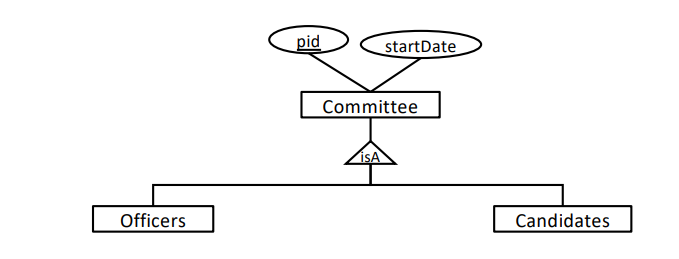 pid
startDate
Committee
isA
Officers
Candidates